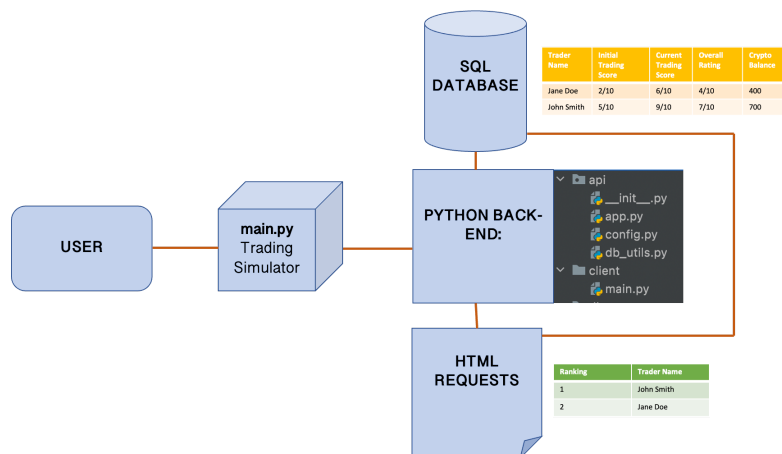 SQL
DATABASE
Trader Name Initial Trading Score Current Trading Score Overall Rating Crypto Balance
Jane Doe 2/10 6/10 4/10 400
John Smith 5/10 9/10 7/10 700
USER
main.py
Trading
Simulator
PYTHON BACK-
END:
api
__init__.py
app.py
config.py
db_utils.py
client
main.py
HTML
REQUESTS
Ranking Trader Name
1 John Smith
2 Jane Doe